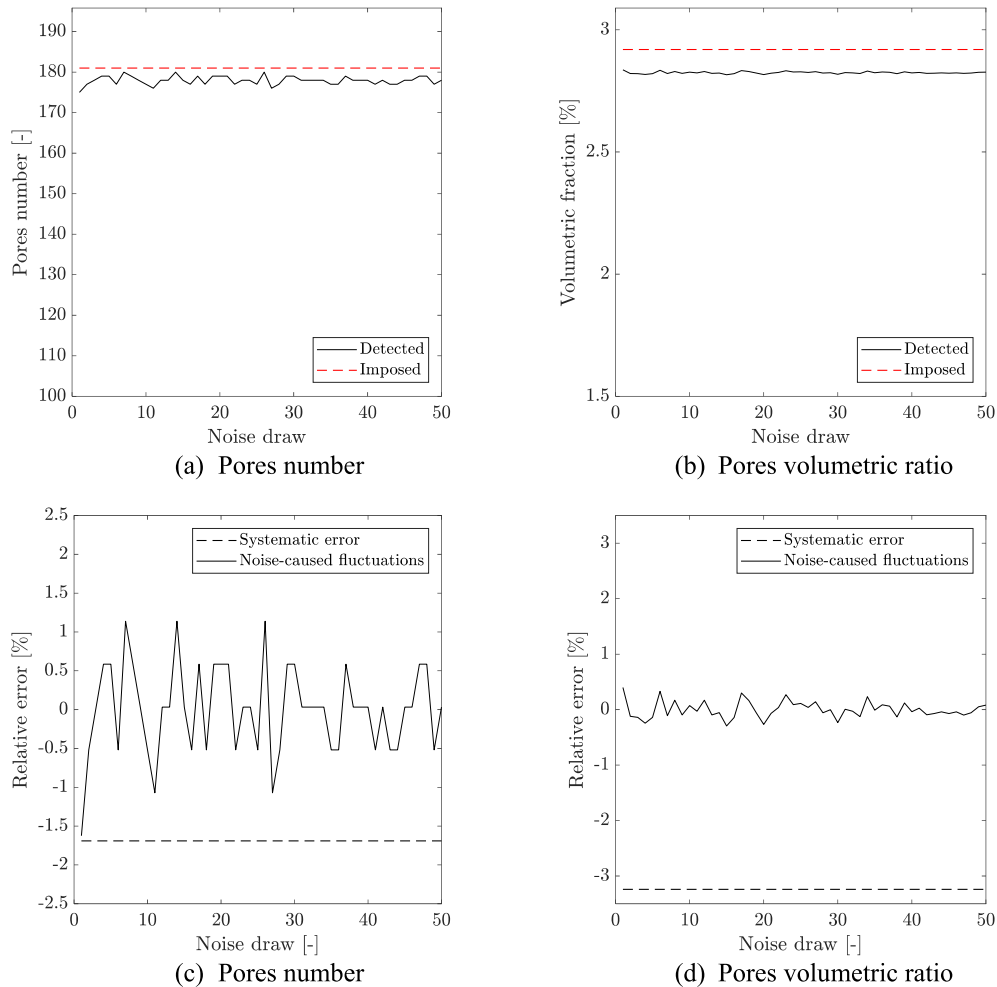 190
180
170
160
150
140
130
120
110
100
Pores number [-]
Detected
Imposed
0
10
20
30
40
50
Noise draw
(a) Pores number
3
2.5
2
1.5
Volumetric fraction [%]
Detected
Imposed
0
10
20
30
40
50
Noise draw
(b) Pores volumetric ratio
2.5
2
1.5
1
0.5
0
-0.5
-1
-1.5
-2
-2.5
Relative error [%]
Systematic error
Noise-caused fluctuations
0
10
20
30
40
50
Noise draw [-]
(c) Pores number
3
2
1
0
-1
-2
-3
Relative error [%]
Systematic error
Noise-caused fluctuations
0
10
20
30
40
50
Noise draw [-]
(d) Pores volumetric ratio